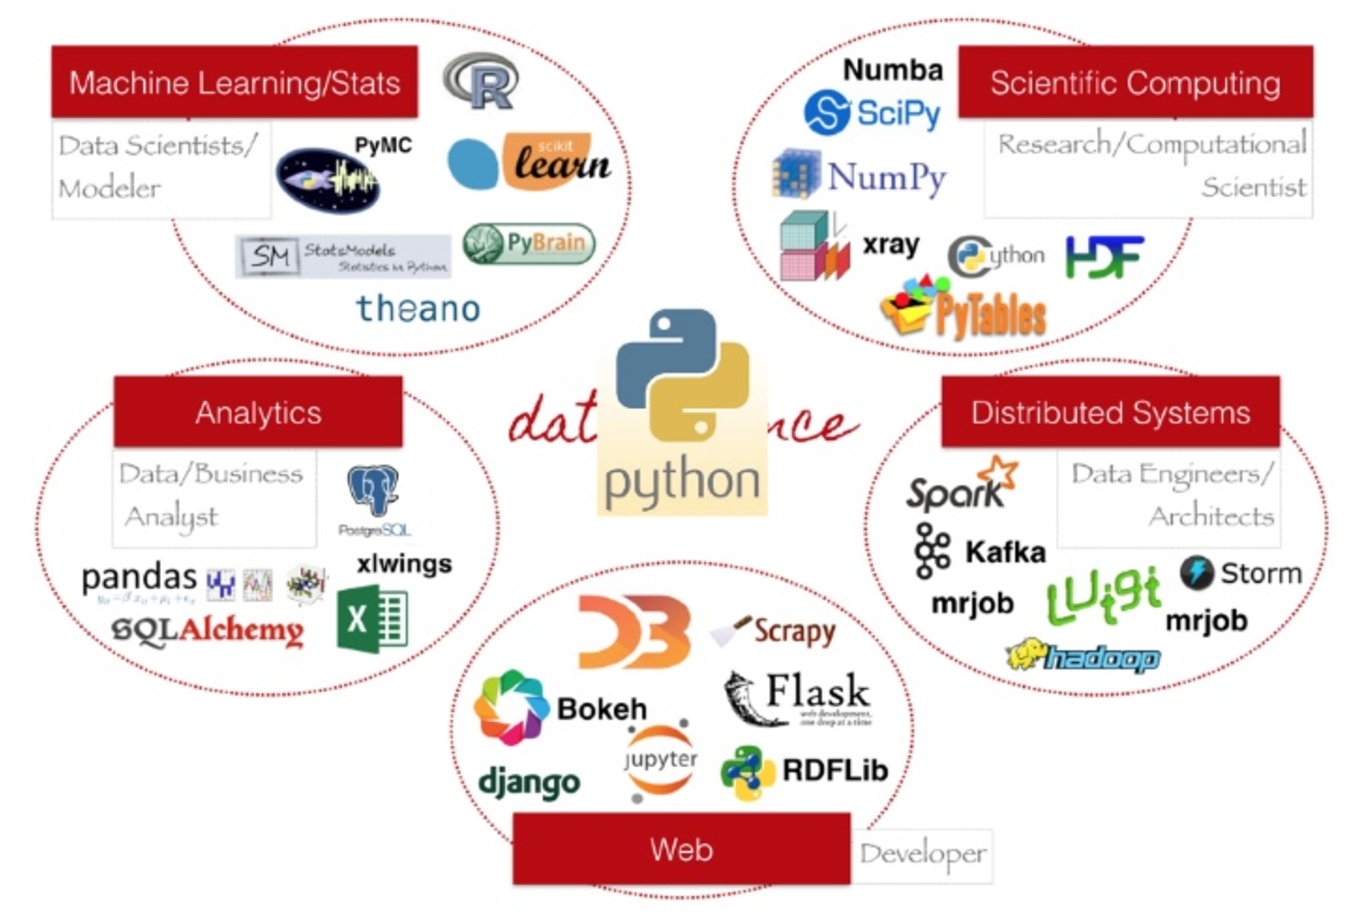 Machine Learning/Stats
Data Scientists/
Modeler
R
PyMC
scikit
learn
SM
StatsModels
Statistics in Python
PyBrain
theano
Scientific Computing
Research/Computational
Scientist
Numba
SciPy
NumPy
xray
Cython
HDF
PyTables
dat
nce
python
Analytics
Data/Business
Analyst
PostgreSQL
pandas
xlwings
SQLAlchemy
X
Distributed Systems
Data Engineers/
Architects
Spark
Kafka
Storm
mrjob
Luigi
mrjob
hadoop
D3
Scrapy
Bokeh
Flask
web development,
one drop at a time
jupyter
django
RDFLib
Web
Developer